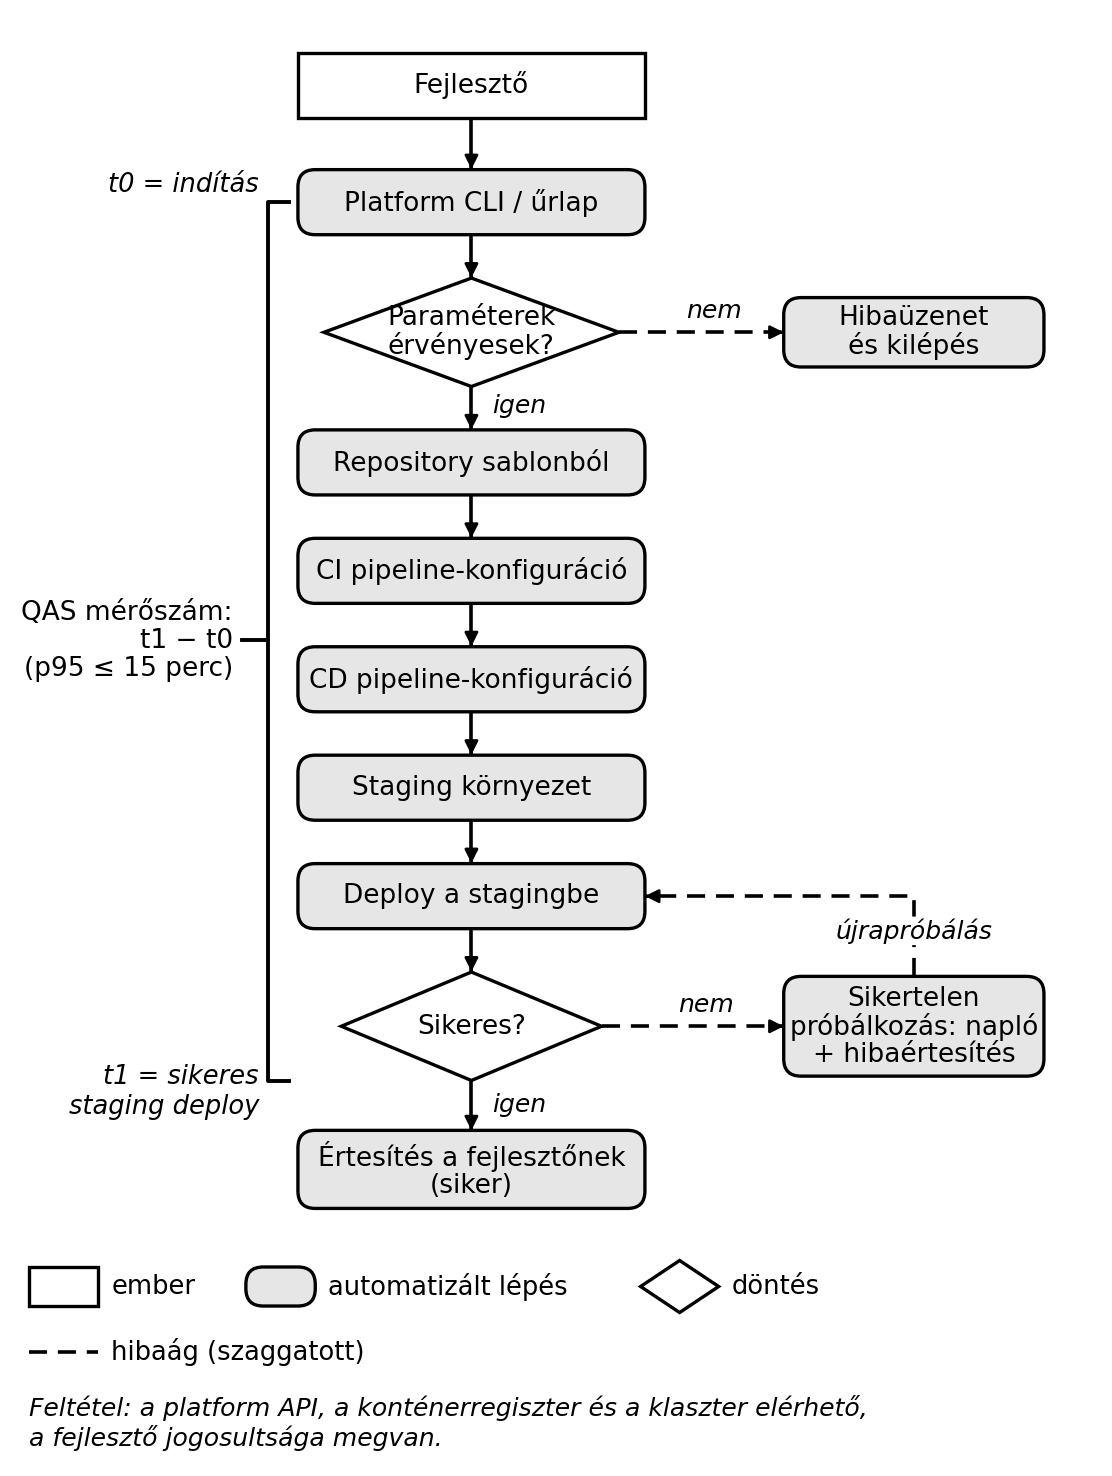 Fejlesztő
t0 = indítás
Platform CLI / űrlap
Paraméterek
érvényesek?
nem
Hibaüzenet
és kilépés
igen
Repository sablonból
CI pipeline-konfiguráció
QAS mérőszám:
t1 − t0
(p95 ≤ 15 perc)
CD pipeline-konfiguráció
Staging környezet
Deploy a stagingbe
újrapróbálás
Sikeres?
nem
Sikertelen
próbálkozás: napló
+ hibaértesítés
t1 = sikeres
staging deploy
igen
Értesítés a fejlesztőnek
(siker)
ember
automatizált lépés
döntés
hibaág (szaggatott)
Feltétel: a platform API, a konténerregiszter és a klaszter elérhető,
a fejlesztő jogosultsága megvan.